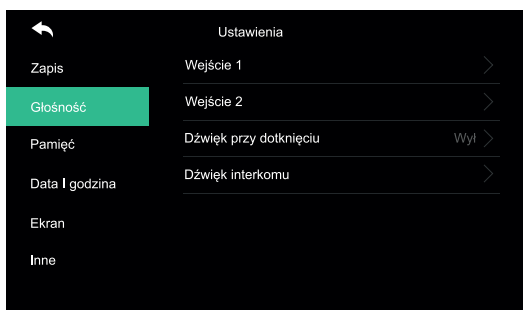 Ustawienia
Zapis
Głośność
Pamięć
Data I godzina
Ekran
Inne
Wejście 1
Wejście 2
Dźwięk przy dotknięciu Wył
Dźwięk interkomu